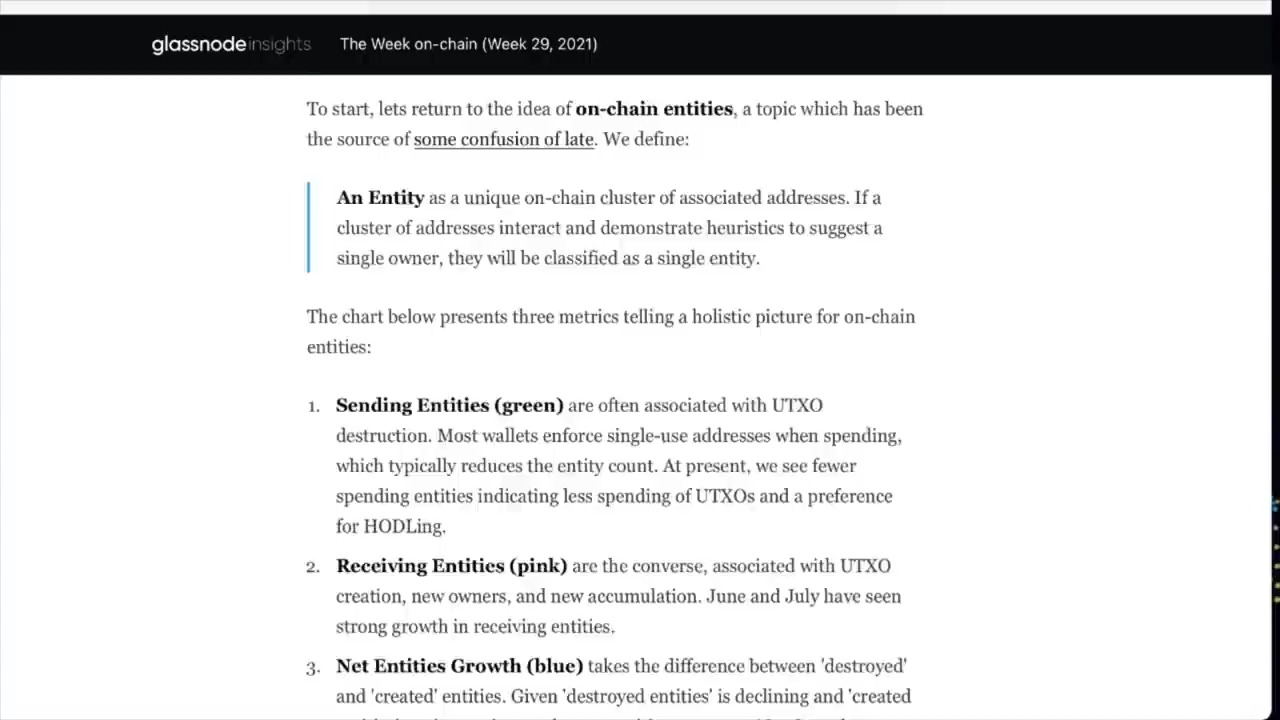 glassnodeinsights The Week on-chain (Week 29, 2021)
To start, lets return to the idea of on-chain entities, a topic which has been
the source of some confusion of late. We define:
An Entity as a unique on-chain cluster of associated addresses. If a
cluster of addresses interact and demonstrate heuristics to suggest a
single owner, they will be classified as a single entity.
The chart below presents three metrics telling a holistic picture for on-chain
entities:
1. Sending Entities (green) are often associated with UTXO
destruction. Most wallets enforce single-use addresses when spending,
which typically reduces the entity count. At present, we see fewer
spending entities indicating less spending of UTXOs and a preference
for HODLing.
2. Receiving Entities (pink) are the converse, associated with UTXO
creation, new owners, and new accumulation. June and July have seen
strong growth in receiving entities.
3. Net Entities Growth (blue) takes the difference between 'destroyed'
and 'created' entities. Given 'destroyed entities' is declining and 'created